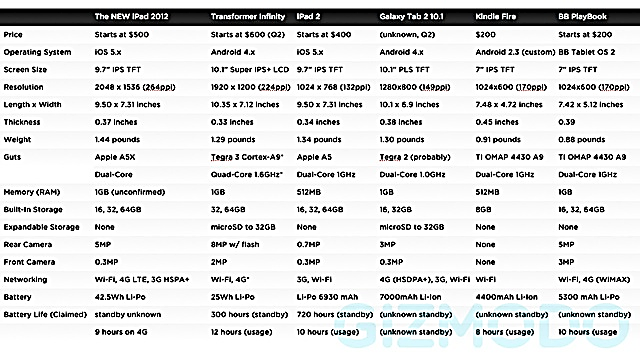 The NEW iPad 2012 Transformer Infinity iPad 2 Galaxy Tab 2 10.1 Kindle Fire BB PlayBook
Price Starts at $500 Starts at $600 (Q2) Starts at $400 (unknown, Q2) $200 Starts at $200
Operating System iOS 5.x Android 4.x iOS 5.x Android 4.x Android 2.3 (custom) BB Tablet OS 2
Screen Size 9.7" IPS TFT 10.1" Super IPS+ LCD 9.7" IPS TFT 10.1" PLS TFT 7" IPS TFT 7" IPS TFT
Resolution 2048 x 1536 (264ppi) 1920 x 1200 (224ppi) 1024 x 768 (132ppi) 1280x800 (149ppi) 1024x600 (170ppi) 1024x600 (170ppi)
Length x Width 9.50 x 7.31 inches 10.35 x 7.12 inches 9.50 x 7.31 inches 10.1 x 6.9 inches 7.48 x 4.72 inches 7.42 x 5.12 inches
Thickness 0.37 inches 0.33 inches 0.34 inches 0.38 inches 0.45 inches 0.39
Weight 1.44 pounds 1.29 pounds 1.34 pounds 1.30 pounds 0.91 pounds 0.88 pounds
Guts Apple A5X Tegra 3 Cortex-A9* Apple A5 Tegra 2 (probably) TI OMAP 4430 A9 TI OMAP 4430 A9
Dual-Core Quad-Core 1.6GHz* Dual-Core 1GHz Dual-Core 1.0GHz Dual-Core 1GHz Dual-Core 1GHz
Memory (RAM) 1GB (unconfirmed) 1GB 512MB 1GB 512MB 1GB
Built-In Storage 16, 32, 64GB 32, 64GB 16, 32, 64GB 16, 32GB 8GB 16, 32, 64GB
Expandable Storage None microSD to 32GB None microSD to 32GB None None
Rear Camera 5MP 8MP w/ flash 0.7MP 3MP None 5MP
Front Camera 0.3MP 2MP 0.3MP 0.3MP None 3MP
Networking Wi-Fi, 4G LTE, 3G HSPA+ Wi-Fi, 4G* 3G, Wi-Fi 4G (HSDPA+), 3G, Wi-Fi Wi-Fi Wi-Fi, 4G (WiMAX)
Battery 42.5Wh Li-Po 25Wh Li-Po Li-Po 6930 mAh 7000mAh Li-Ion 4400mAh Li-Ion 5300 mAh Li-Po
Battery Life (Claimed) standby unknown 300 hours (standby) 720 hours (standby) (unknown standby) (unknown standby) (unknown standby)
9 hours on 4G 12 hours (usage) 10 hours (usage) (unknown standby) 8 hours (usage) 10 hours (usage)
GIZMODO